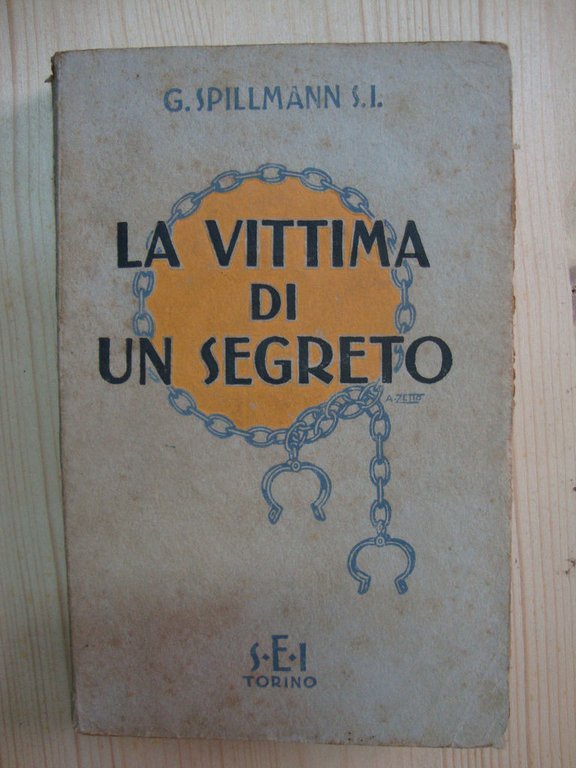 G. SPILLMANN S.I.
LA VITTIMA
DI
UN SEGRETO
S·E·I
TORINO